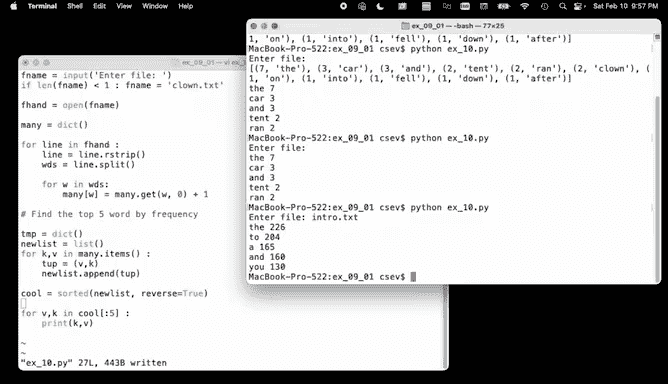 Terminal Shell Edit View Window Help
Sat Feb 10 9:57 PM
ex_09_01 — vi ex
fname = input('Enter file: ')
if len(fname) < 1 : fname = 'clown.txt'
fhand = open(fname)
many = dict()
for line in fhand :
line = line.rstrip()
wds = line.split()
for w in wds:
many[w] = many.get(w, 0) + 1
# Find the top 5 word by frequency
tmp = dict()
newlist = list()
for k,v in many.items() :
tup = (v,k)
newlist.append(tup)
cool = sorted(newlist, reverse=True)
for v,k in cool[:5] :
print(k,v)
~
~
"ex_10.py" 27L, 443B written
ex_09_01 — -bash — 77×25
1, 'on'), (1, 'into'), (1, 'fell'), (1, 'down'), (1, 'after')]
MacBook-Pro-522:ex_09_01 csev$ python ex_10.py
Enter file:
[(7, 'the'), (3, 'car'), (3, 'and'), (2, 'tent'), (2, 'ran'), (2, 'clown'), (
1, 'on'), (1, 'into'), (1, 'fell'), (1, 'down'), (1, 'after')]
the 7
car 3
and 3
tent 2
ran 2
MacBook-Pro-522:ex_09_01 csev$ python ex_10.py
Enter file:
the 7
car 3
and 3
tent 2
ran 2
MacBook-Pro-522:ex_09_01 csev$ python ex_10.py
Enter file: intro.txt
the 226
to 204
a 165
and 160
you 130
MacBook-Pro-522:ex_09_01 csev$